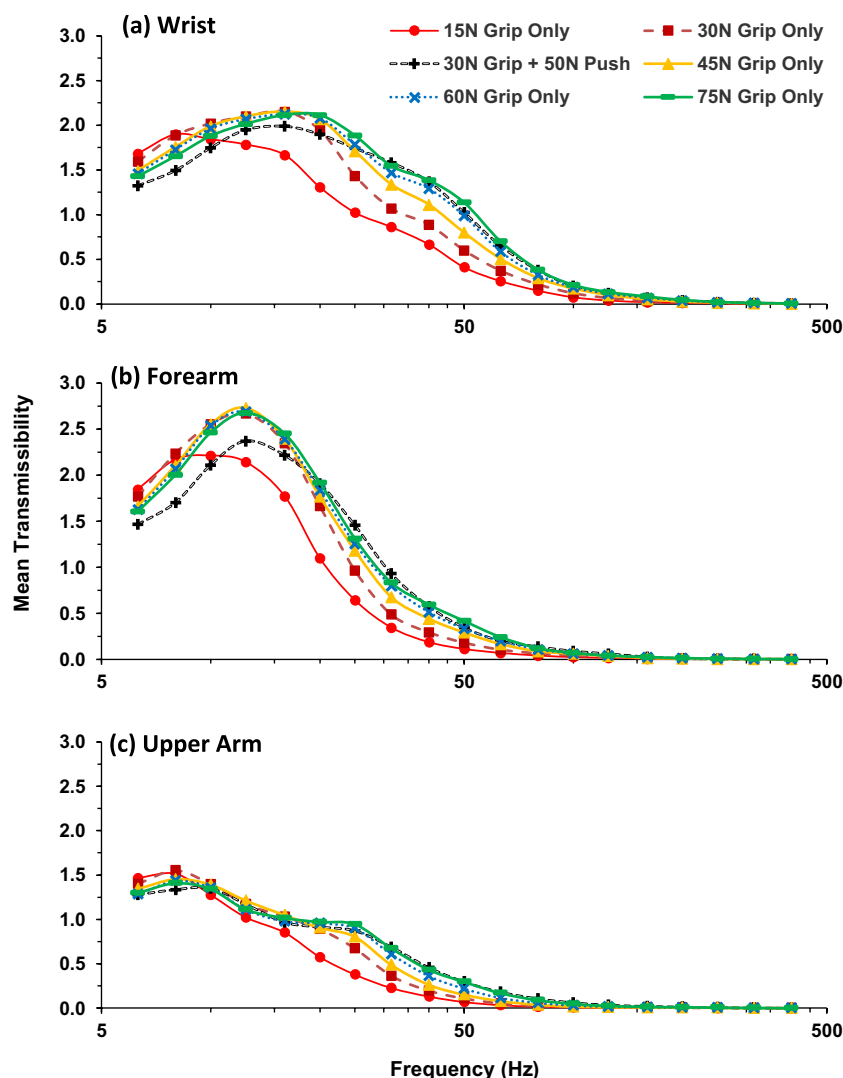 (a) Wrist
15N Grip Only
30N Grip Only
30N Grip + 50N Push
45N Grip Only
60N Grip Only
75N Grip Only
3.0
2.5
2.0
1.5
1.0
0.5
0.0
5
50
500
(b) Forearm
Mean Transmissibility
3.0
2.5
2.0
1.5
1.0
0.5
0.0
5
50
500
(c) Upper Arm
3.0
2.5
2.0
1.5
1.0
0.5
0.0
5
50
500
Frequency (Hz)